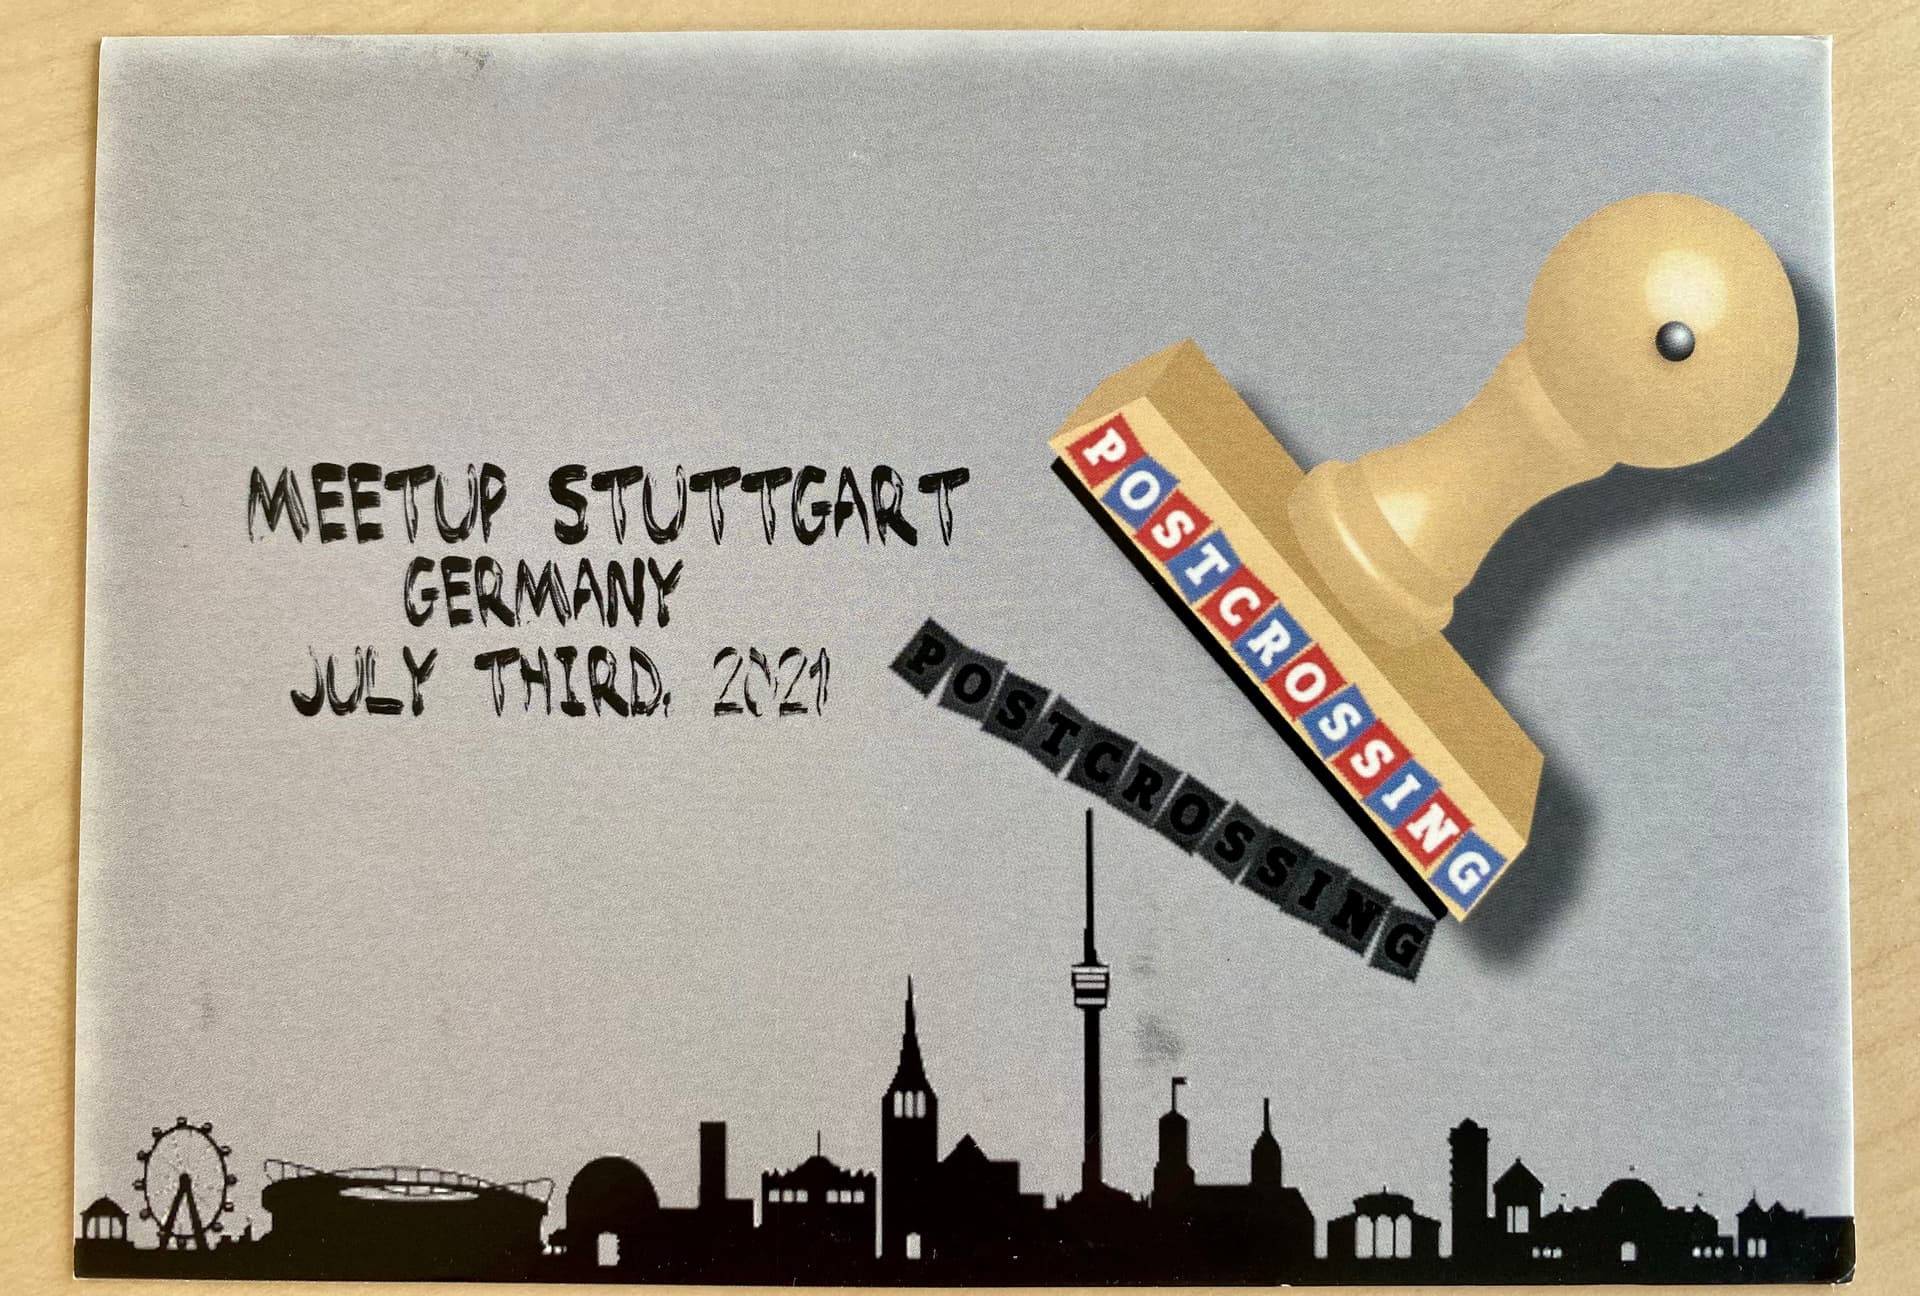 MEETUP STUTTGART
GERMANY
JULY THIRD. 2021
POSTCROSSING
POSTCROSSING